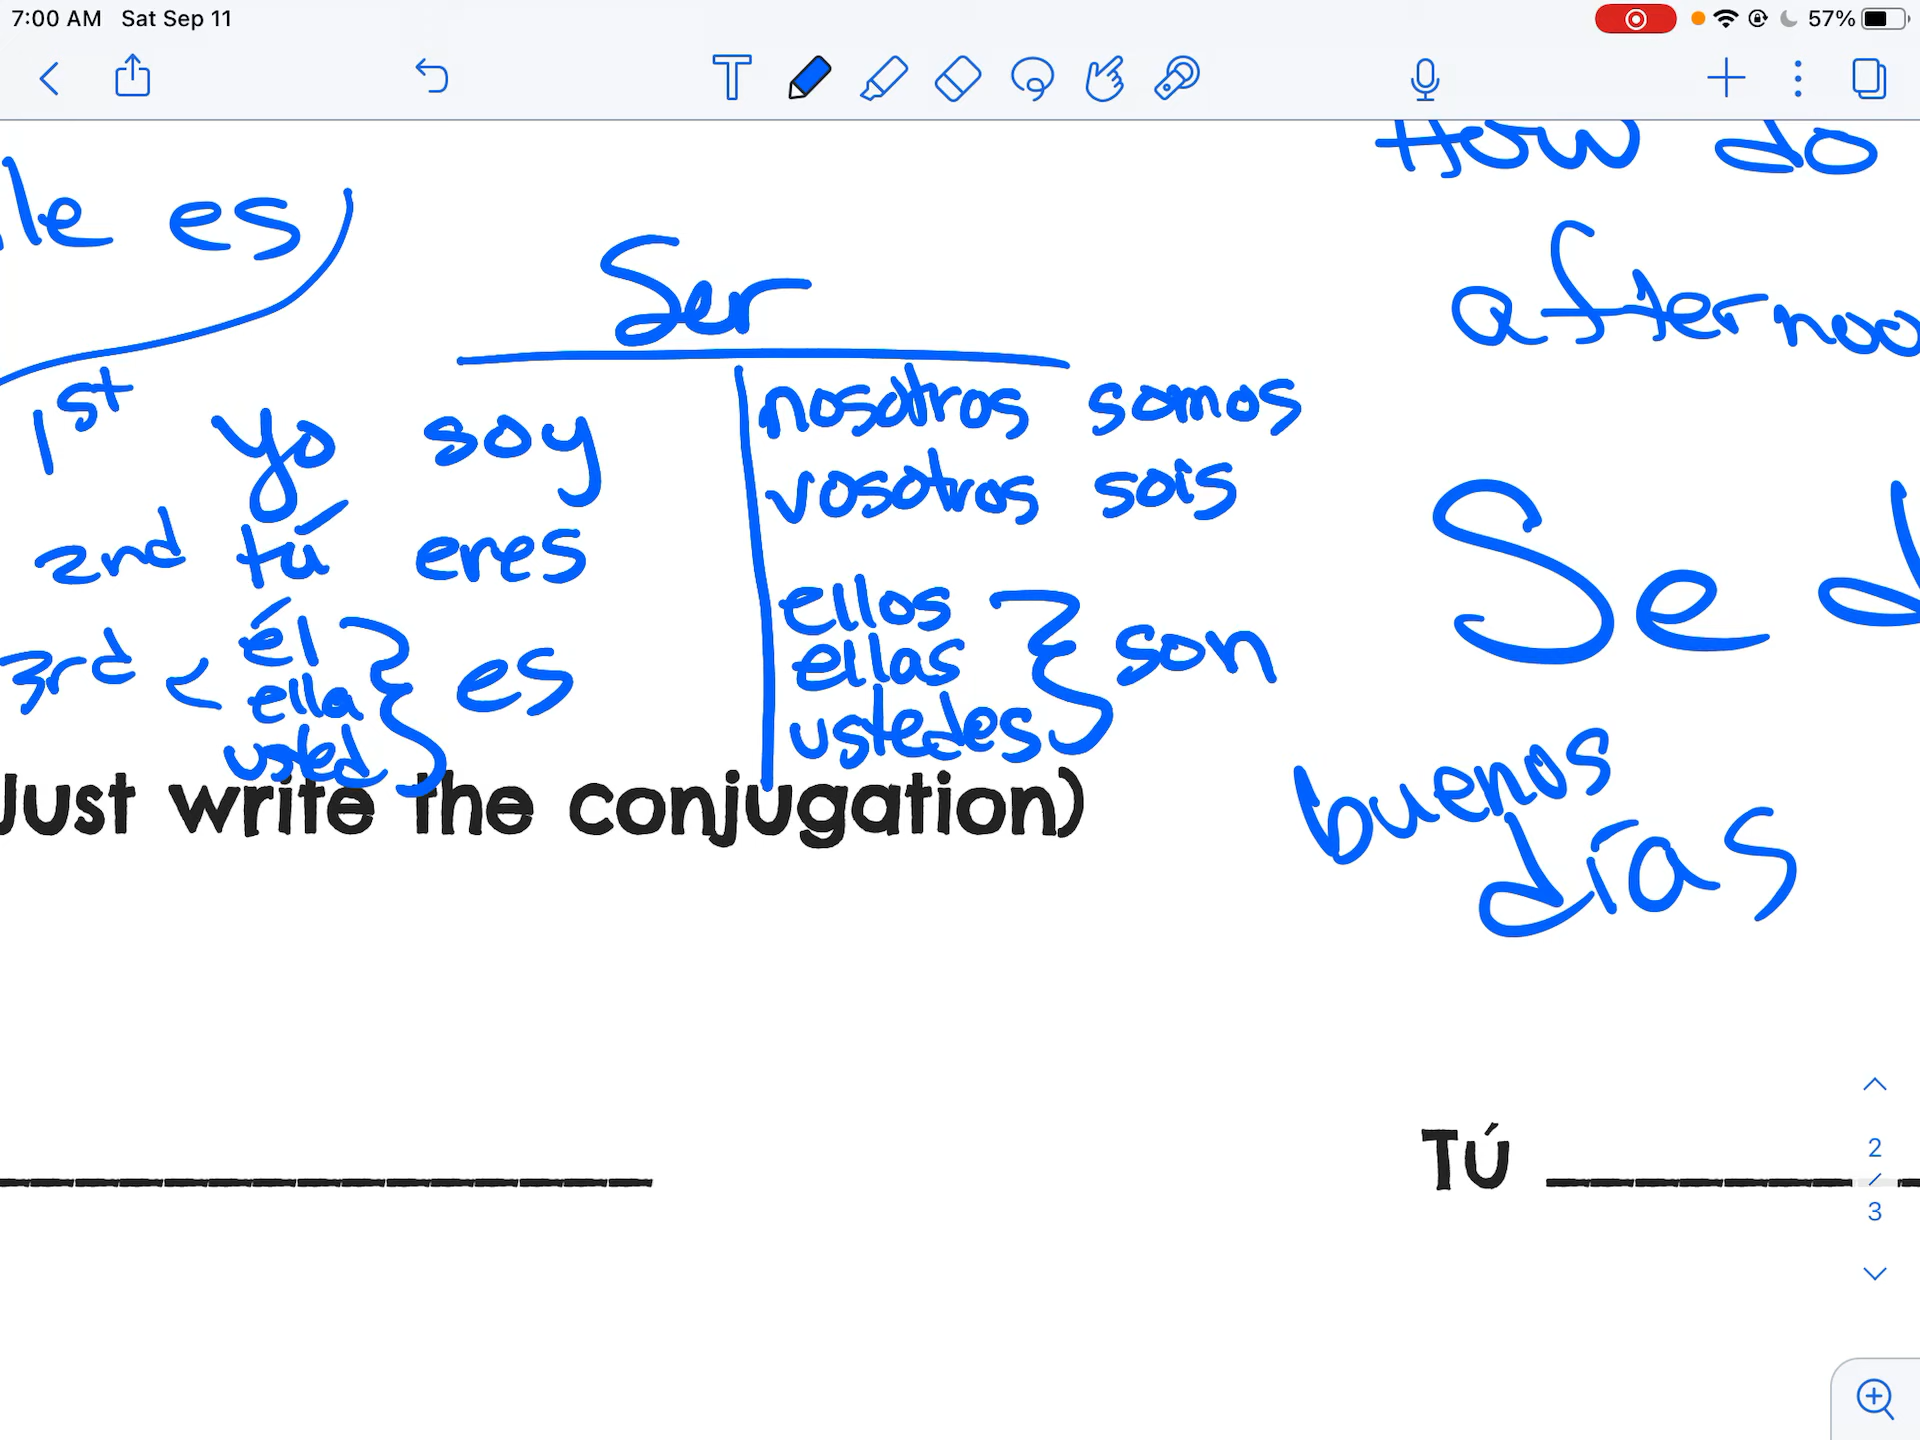 7:00 AM Sat Sep 11
57%
How do
le es
afternoo
Ser
1st yo soy
nosotros somos
vosotros sois
2nd tú eres
Se d
3rd él
ella
usted
es
ellos
ellas
ustedes
son
buenos
días
Just write the conjugation)
Tú
2
/
3